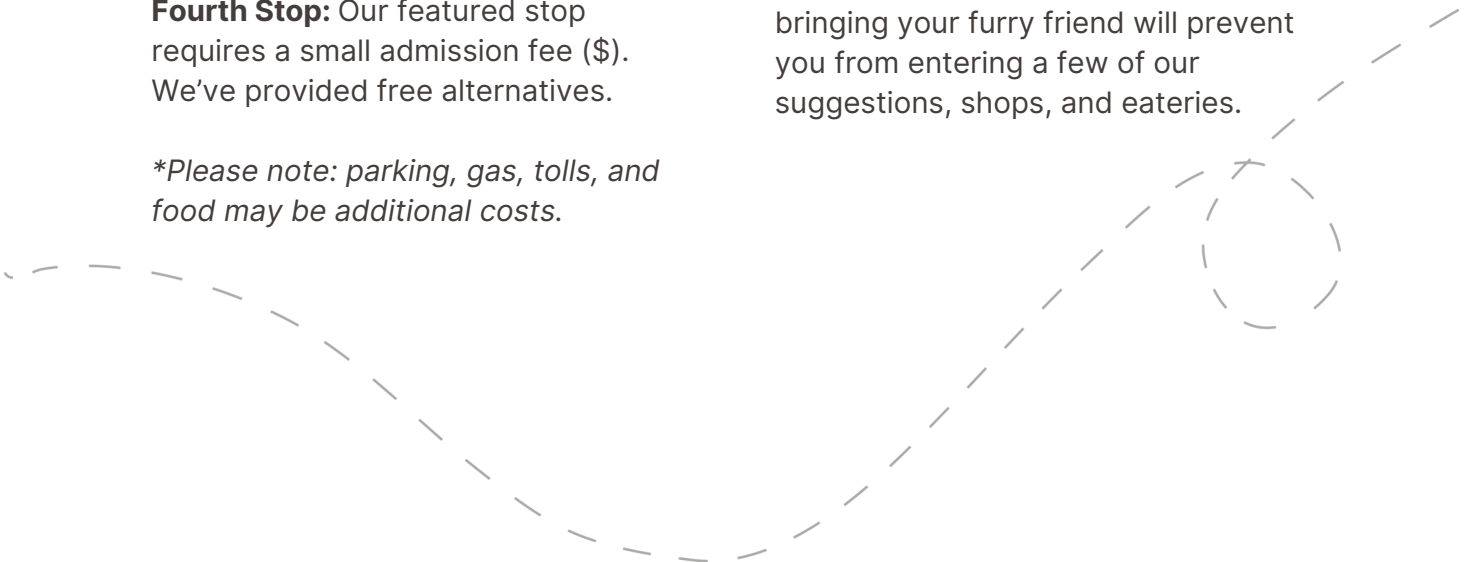 Fourth Stop: Our featured stop
requires a small admission fee ($).
We’ve provided free alternatives.
*Please note: parking, gas, tolls, and
food may be additional costs.
bringing your furry friend will prevent
you from entering a few of our
suggestions, shops, and eateries.